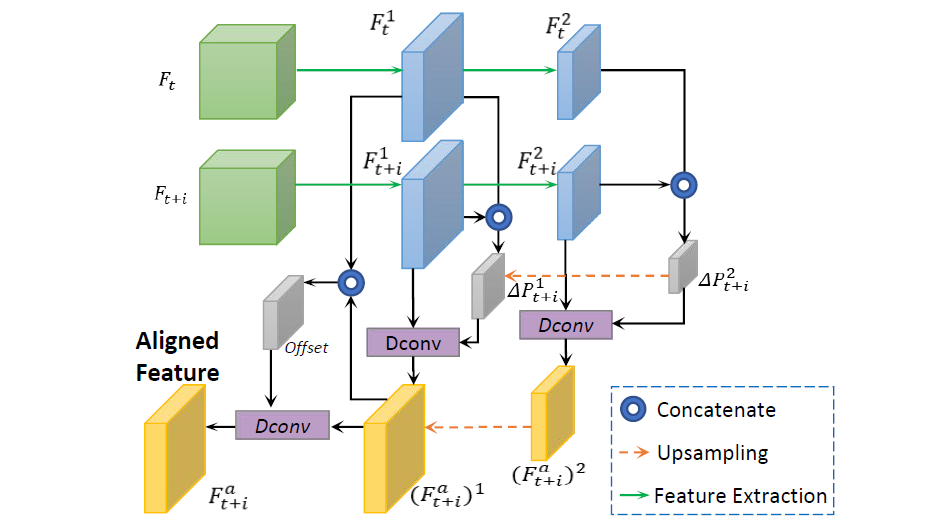 $F_t^1$
$F_t^2$
$F_t$
$F_{t+i}^1$
$F_{t+i}^2$
$F_{t+i}$
$\Delta P_{t+i}^1$
$\Delta P_{t+i}^2$
Dconv
Offset
Dconv
Aligned
Feature
Dconv
$(F_{t+i}^a)^2$
$F_{t+i}^a$
$(F_{t+i}^a)^1$
Concatenate
Upsampling
Feature Extraction